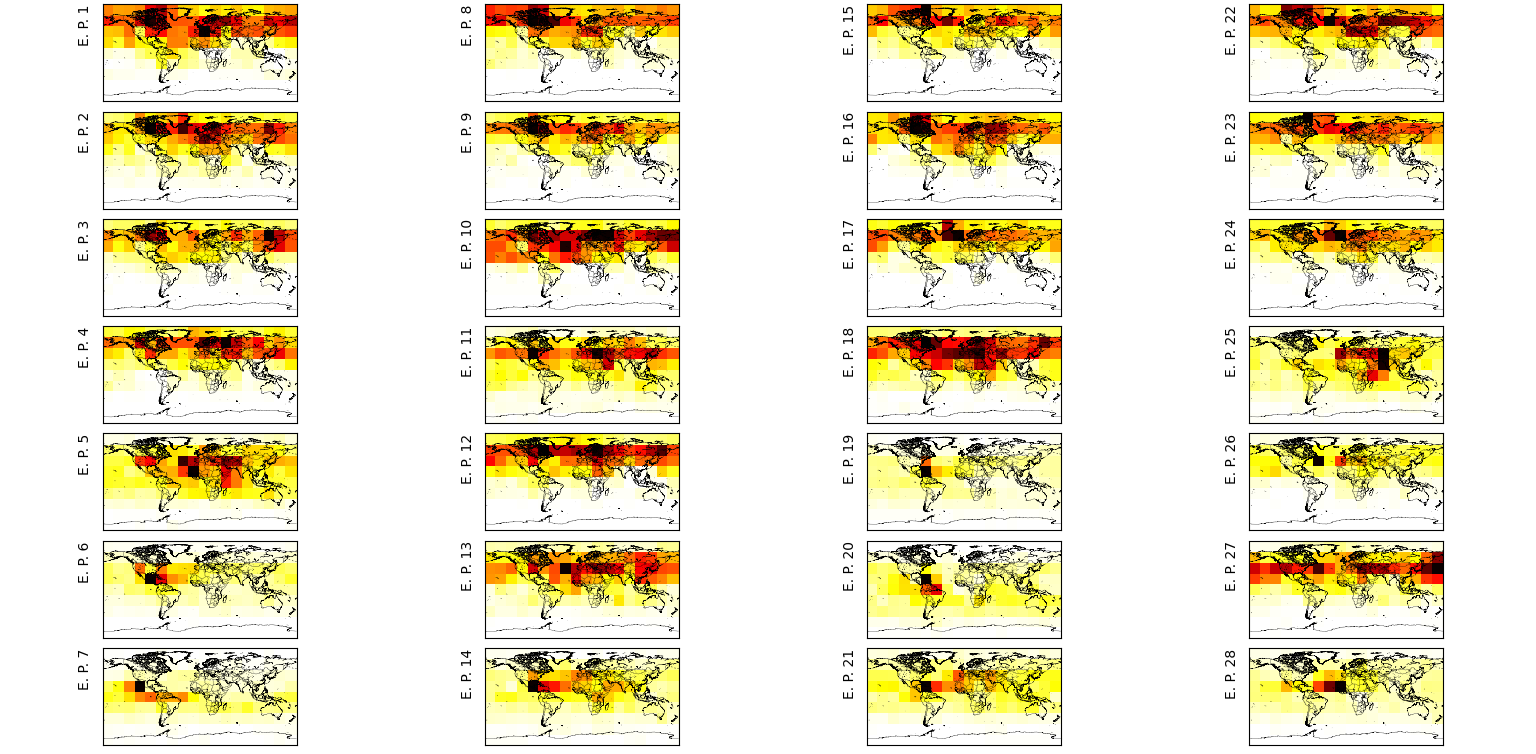 E. P. 1
E. P. 8
E. P. 15
E. P. 22
E. P. 2
E. P. 9
E. P. 16
E. P. 23
E. P. 3
E. P. 10
E. P. 17
E. P. 24
E. P. 4
E. P. 11
E. P. 18
E. P. 25
E. P. 5
E. P. 12
E. P. 19
E. P. 26
E. P. 6
E. P. 13
E. P. 20
E. P. 27
E. P. 7
E. P. 14
E. P. 21
E. P. 28